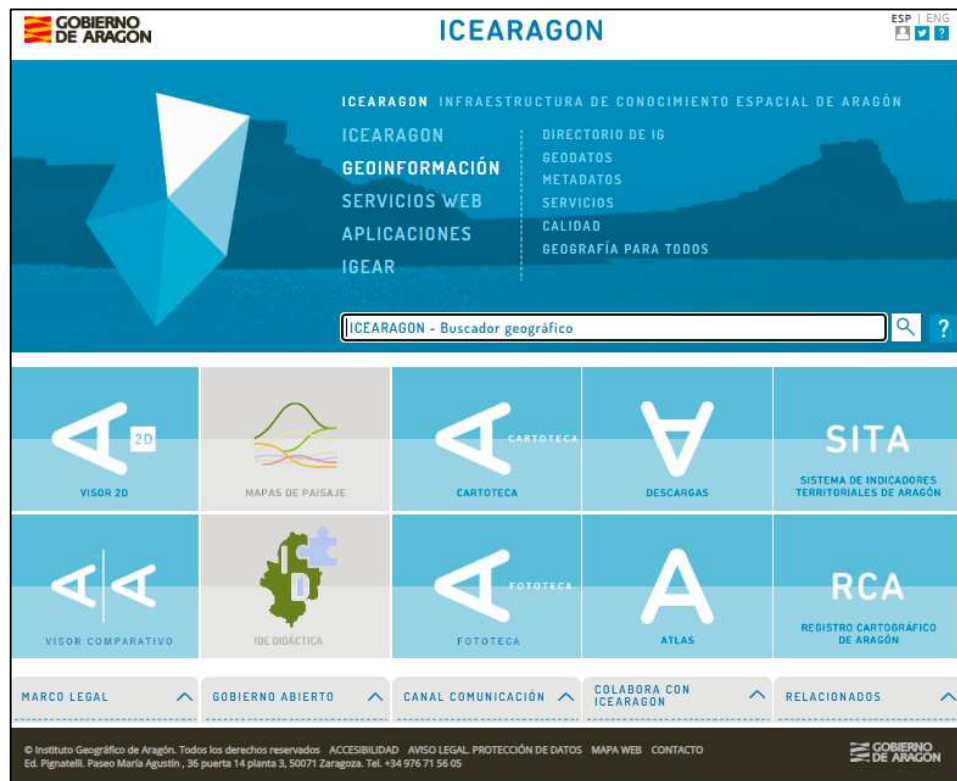 GOBIERNO
DE ARAGON
ICEARAGON
ESP | ENG
?
ICEARAGON INFRAESTRUCTURA DE CONOCIMIENTO ESPACIAL DE ARAGÓN
ICEARAGON
GEOINFORMACIÓN
SERVICIOS WEB
APLICACIONES
IGEAR
DIRECTORIO DE IG
GEODATOS
METADATOS
SERVICIOS
CALIDAD
GEOGRAFÍA PARA TODOS
ICEARAGON - Buscador geográfico
?
2D
VISOR 2D
MAPAS DE PAISAJE
CARTOTECA
CARTOTECA
DESCARGAS
SITA
SISTEMA DE INDICADORES
TERRITORIALES DE ARAGÓN
VISOR COMPARATIVO
IDE DIDÁCTICA
FOTOTECA
FOTOTECA
ATLAS
RCA
REGISTRO CARTOGRÁFICO
DE ARAGÓN
MARCO LEGAL
GOBIERNO ABIERTO
CANAL COMUNICACIÓN
COLABORA CON
ICEARAGON
RELACIONADOS
© Instituto Geográfico de Aragón. Todos los derechos reservados ACCESIBILIDAD AVISO LEGAL. PROTECCIÓN DE DATOS MAPA WEB CONTACTO
Ed. Pignatelli. Paseo María Agustín , 36 puerta 14 planta 3, 50071 Zaragoza. Tel. +34 976 71 56 05
GOBIERNO
DE ARAGON